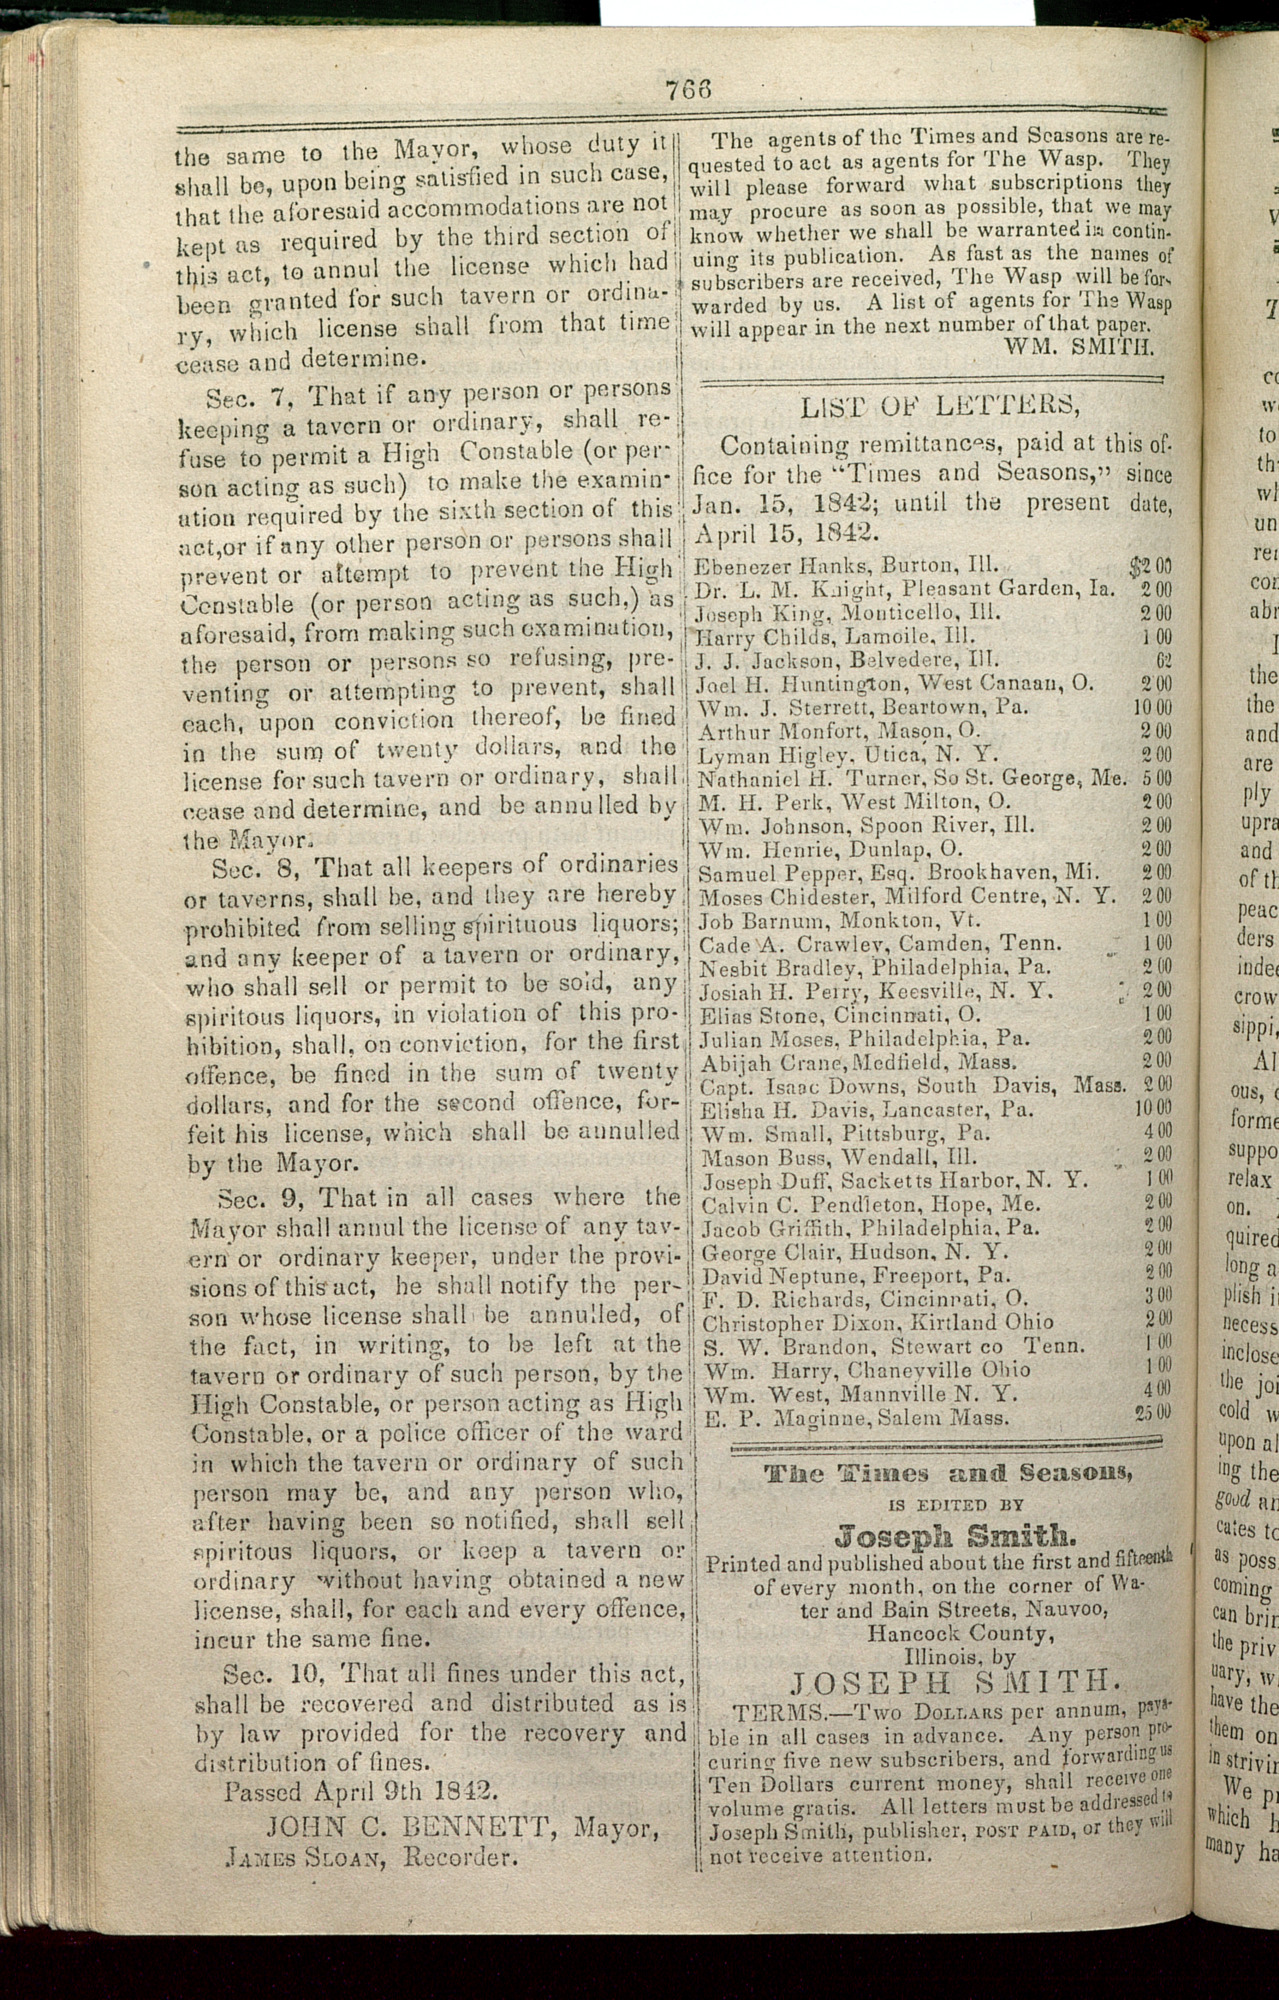 766
the same to the Mayor, whose duty it
shall be, upon being satisfied in such case,
that the aforesaid accommodations are not
kept as required by the third section of
this act, to annul the license which had
been granted for such tavern or ordina-
ry, which license shall from that time
cease and determine.
Sec. 7, That if any person or persons
keeping a tavern or ordinary, shall re-
fuse to permit a High Constable (or per-
son acting as such) to make the examin-
ation required by the sixth section of this
act,or if any other person or persons shall
prevent or attempt to prevent the High
Constable (or person acting as such,) as
aforesaid, from making such examination,
the person or persons so refusing, pre-
venting or attempting to prevent, shall
each, upon conviction thereof, be fined
in the sum of twenty dollars, and the
license for such tavern or ordinary, shall
cease and determine, and be annulled by
the Mayor.
Sec. 8, That all keepers of ordinaries
or taverns, shall be, and they are hereby
prohibited from selling spirituous liquors;
and any keeper of a tavern or ordinary,
who shall sell or permit to be sold, any
spiritous liquors, in violation of this pro-
hibition, shall, on conviction, for the first
offence, be fined in the sum of twenty
dollars, and for the second offence, for-
feit his license, which shall be annulled
by the Mayor.
Sec. 9, That in all cases where the
Mayor shall annul the license of any tav-
ern or ordinary keeper, under the provi-
sions of this act, he shall notify the per-
son whose license shall be annulled, of
the fact, in writing, to be left at the
tavern or ordinary of such person, by the
High Constable, or person acting as High
Constable, or a police officer of the ward
in which the tavern or ordinary of such
person may be, and any person who,
after having been so notified, shall sell
spiritous liquors, or keep a tavern or
ordinary without having obtained a new
license, shall, for each and every offence,
incur the same fine.
Sec. 10, That all fines under this act,
shall be recovered and distributed as is
by law provided for the recovery and
distribution of fines.
Passed April 9th 1842.
JOHN C. BENNETT, Mayor,
JAMES SLOAN, Recorder.
The agents of the Times and Seasons are re-
quested to act as agents for The Wasp. They
will please forward what subscriptions they
may procure as soon as possible, that we may
know whether we shall be warranted in contin-
uing its publication. As fast as the names of
subscribers are received, The Wasp will be for-
warded by us. A list of agents for The Wasp
will appear in the next number of that paper.
WM. SMITH.
LIST OF LETTERS,
Containing remittances, paid at this of-
fice for the "Times and Seasons," since
Jan. 15, 1842; until the present date,
April 15, 1842.
Ebenezer Hanks, Burton, Ill. $2 00
Dr. L. M. Knight, Pleasant Garden, Ia. 2 00
Joseph King, Monticello, Ill. 2 00
Harry Childs, Lamoile, Ill. 1 00
J. J. Jackson, Belvedere, Ill. 62
Joel H. Huntington, West Canaan, O. 2 00
Wm. J. Sterrett, Beartown, Pa. 10 00
Arthur Monfort, Mason, O. 2 00
Lyman Higley, Utica, N. Y. 2 00
Nathaniel H. Turner, So St. George, Me. 5 00
M. H. Perk, West Milton, O. 2 00
Wm. Johnson, Spoon River, Ill. 2 00
Wm. Henrie, Dunlap, O. 2 00
Samuel Pepper, Esq. Brookhaven, Mi. 2 00
Moses Chidester, Milford Centre, N. Y. 2 00
Job Barnum, Monkton, Vt. 1 00
Cade A. Crawley, Camden, Tenn. 1 00
Nesbit Bradley, Philadelphia, Pa. 2 00
Josiah H. Perry, Keesville, N. Y. 2 00
Elias Stone, Cincinnati, O. 1 00
Julian Moses, Philadelphia, Pa. 2 00
Abijah Crane, Medfield, Mass. 2 00
Capt. Isaac Downs, South Davis, Mass. 2 00
Elisha H. Davis, Lancaster, Pa. 10 00
Wm. Small, Pittsburg, Pa. 4 00
Mason Buss, Wendall, Ill. 2 00
Joseph Duff, Sacketts Harbor, N. Y. 1 00
Calvin C. Pendleton, Hope, Me. 2 00
Jacob Griffith, Philadelphia, Pa. 2 00
George Clair, Hudson, N. Y. 2 00
David Neptune, Freeport, Pa. 2 00
F. D. Richards, Cincinnati, O. 3 00
Christopher Dixon, Kirtland Ohio 2 00
S. W. Brandon, Stewart co Tenn. 1 00
Wm. Harry, Chaneyville Ohio 1 00
Wm. West, Mannville N. Y. 4 00
E. P. Maginne, Salem Mass. 25 00
The Times and Seasons,
IS EDITED BY
Joseph Smith.
Printed and published about the first and fifteenth
of every month, on the corner of Wa-
ter and Bain Streets, Nauvoo,
Hancock County,
Illinois, by
JOSEPH SMITH.
TERMS.—TWO DOLLARS per annum, paya-
ble in all cases in advance. Any person pro-
curing five new subscribers, and forwarding us
Ten Dollars current money, shall receive one
volume gratis. All letters must be addressed to
Joseph Smith, publisher, POST PAID, or they will
not receive attention.